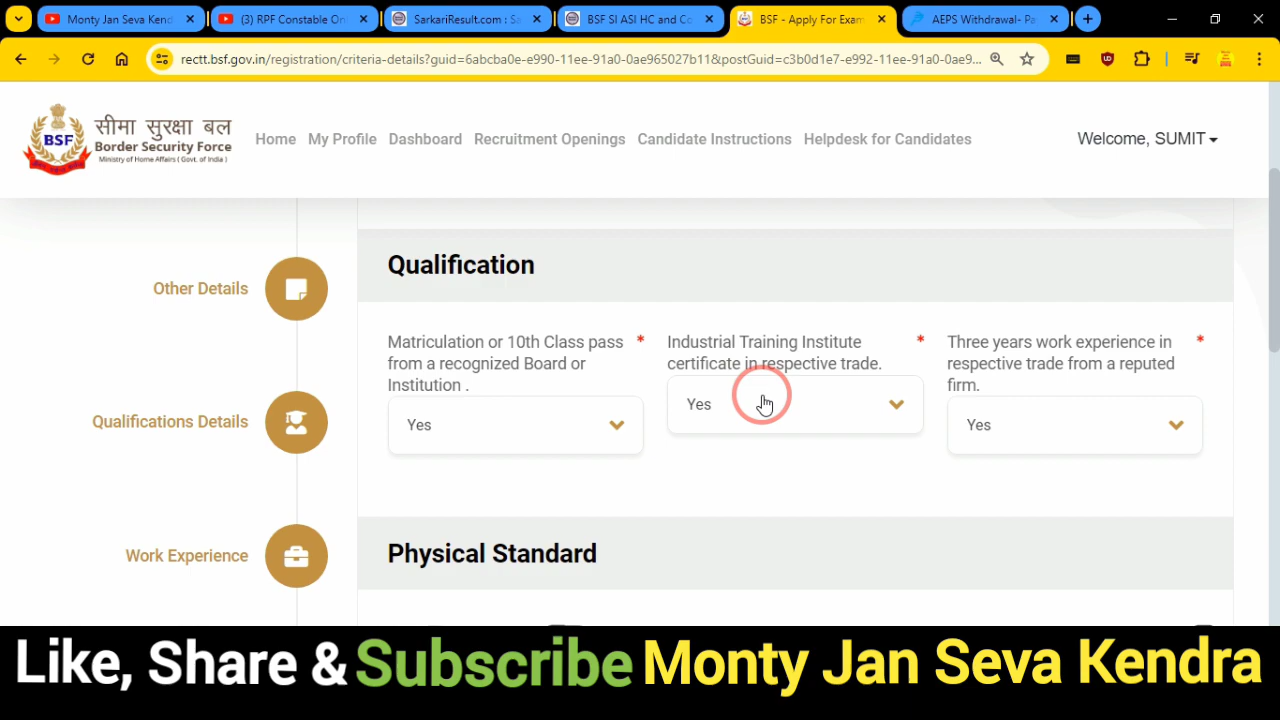 Monty Jan Seva Kend
(3) RPF Constable On
SarkariResult.com : Sa
BSF SI ASI HC and Co
BSF - Apply For Exam
AEPS Withdrawal- Pa
rectt.bsf.gov.in/registration/criteria-details?guid=6abcba0e-e990-11ee-91a0-0ae965027b11&postGuid=c3b0d1e7-e992-11ee-91a0-0ae9...
BSF
सीमा सुरक्षा बल
Border Security Force
Ministry of Home Affairs ( Govt. of India )
Home My Profile Dashboard Recruitment Openings Candidate Instructions Helpdesk for Candidates
Welcome, SUMIT
Other Details
Qualifications Details
Work Experience
Qualification
Matriculation or 10th Class pass *
from a recognized Board or
Institution .
Yes
Industrial Training Institute *
certificate in respective trade.
Yes
Three years work experience in *
respective trade from a reputed
firm.
Yes
Physical Standard
Like, Share & Subscribe Monty Jan Seva Kendra